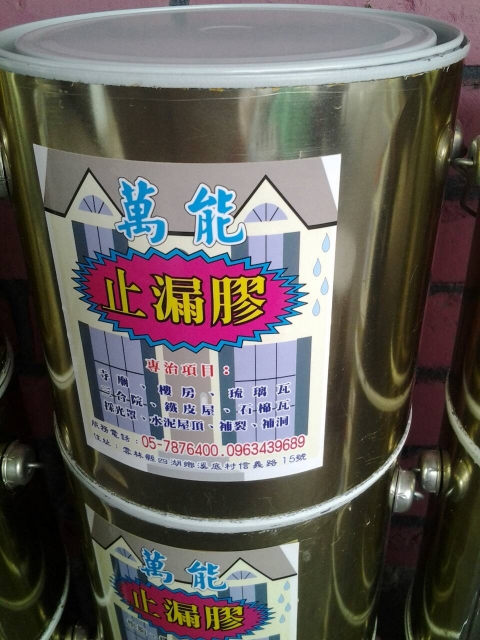 萬能
止漏膠
專治項目：
寺廟、樓房、琉璃瓦
三合院、鐵皮屋、石棉瓦
採光罩、水泥屋頂、補裂、補洞
服務電話：05-7876400.0963439689
住址：雲林縣四湖鄉溪底村信義路15號
萬能
止漏膠